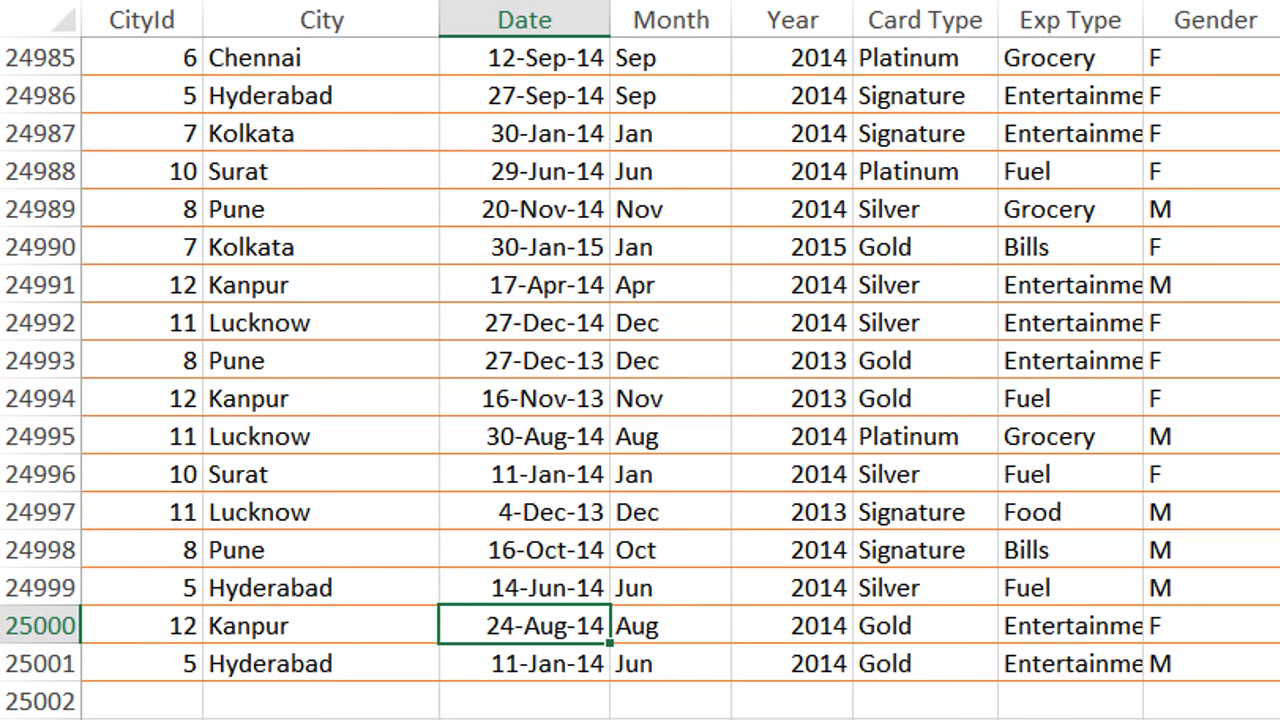 CityId City Date Month Year Card Type Exp Type Gender
24985 6 Chennai 12-Sep-14 Sep 2014 Platinum Grocery F
24986 5 Hyderabad 27-Sep-14 Sep 2014 Signature Entertainme F
24987 7 Kolkata 30-Jan-14 Jan 2014 Signature Entertainme F
24988 10 Surat 29-Jun-14 Jun 2014 Platinum Fuel F
24989 8 Pune 20-Nov-14 Nov 2014 Silver Grocery M
24990 7 Kolkata 30-Jan-15 Jan 2015 Gold Bills F
24991 12 Kanpur 17-Apr-14 Apr 2014 Silver Entertainme M
24992 11 Lucknow 27-Dec-14 Dec 2014 Silver Entertainme F
24993 8 Pune 27-Dec-13 Dec 2013 Gold Entertainme F
24994 12 Kanpur 16-Nov-13 Nov 2013 Gold Fuel F
24995 11 Lucknow 30-Aug-14 Aug 2014 Platinum Grocery M
24996 10 Surat 11-Jan-14 Jan 2014 Silver Fuel F
24997 11 Lucknow 4-Dec-13 Dec 2013 Signature Food M
24998 8 Pune 16-Oct-14 Oct 2014 Signature Bills M
24999 5 Hyderabad 14-Jun-14 Jun 2014 Silver Fuel M
25000 12 Kanpur 24-Aug-14 Aug 2014 Gold Entertainme F
25001 5 Hyderabad 11-Jan-14 Jun 2014 Gold Entertainme M
25002